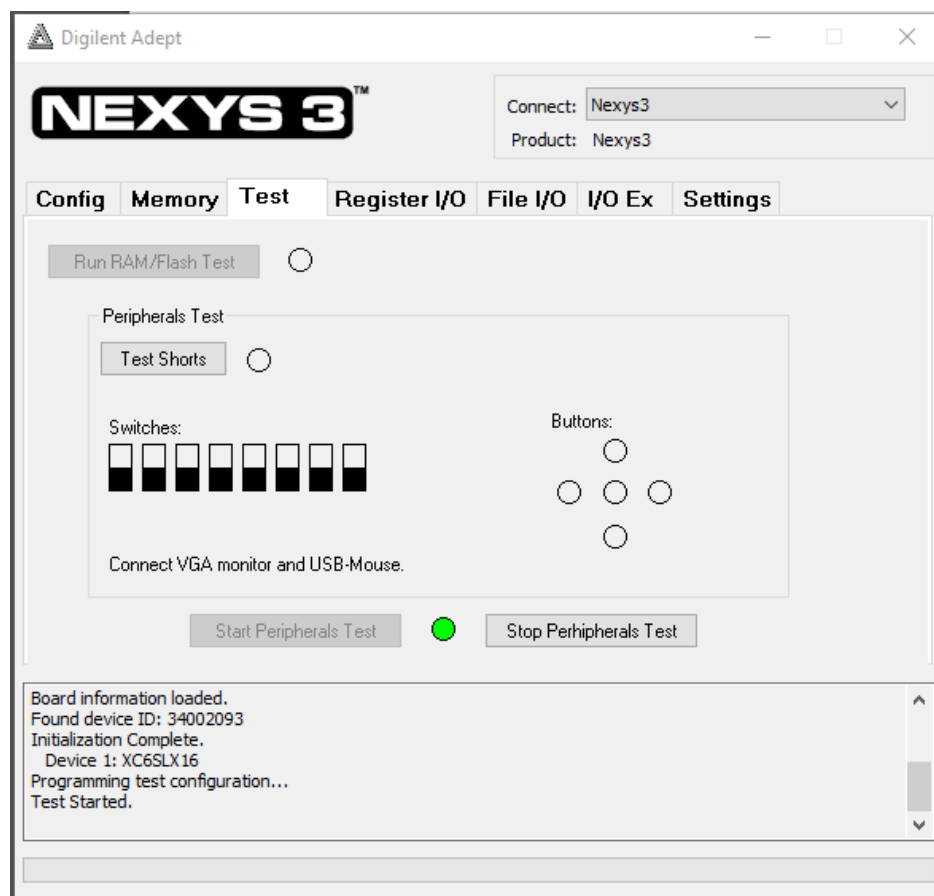 Digilent Adept
NEXYS 3™
Connect: Nexys3
Product: Nexys3
Config Memory Test Register I/O File I/O I/O Ex Settings
Run RAM/Flash Test
Peripherals Test
Test Shorts
Switches:
Buttons:
Connect VGA monitor and USB-Mouse.
Start Peripherals Test Stop Perhipherals Test
Board information loaded.
Found device ID: 34002093
Initialization Complete.
Device 1: XC6SLX16
Programming test configuration...
Test Started.